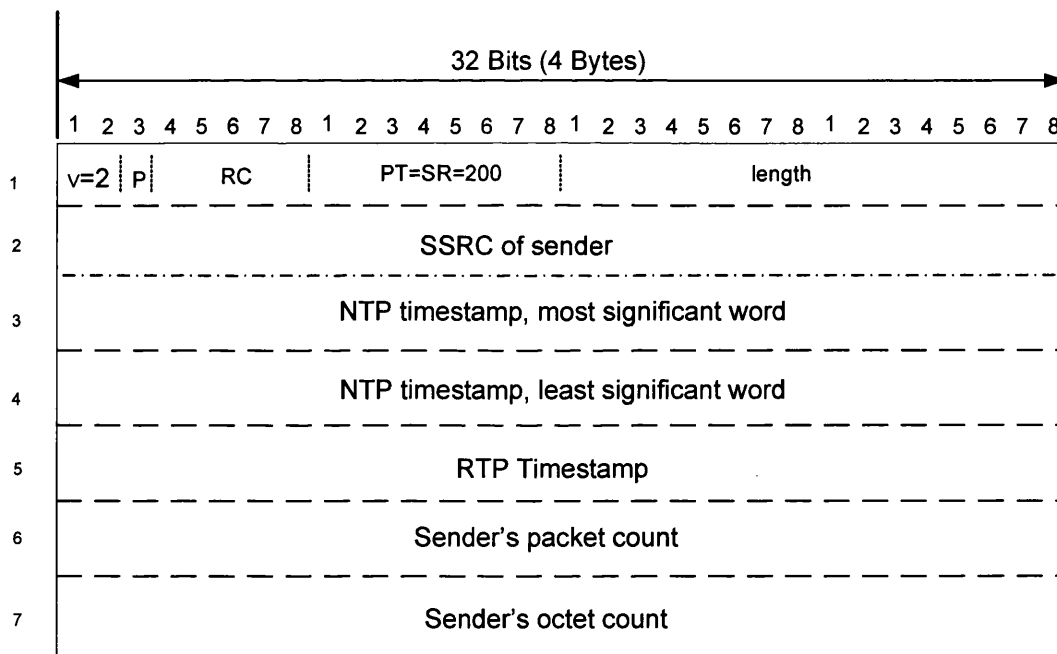 32 Bits (4 Bytes)
1 2 3 4 5 6 7 8 1 2 3 4 5 6 7 8 1 2 3 4 5 6 7 8 1 2 3 4 5 6 7 8
1 v=2 P RC PT=SR=200 length
2 SSRC of sender
3 NTP timestamp, most significant word
4 NTP timestamp, least significant word
5 RTP Timestamp
6 Sender's packet count
7 Sender's octet count